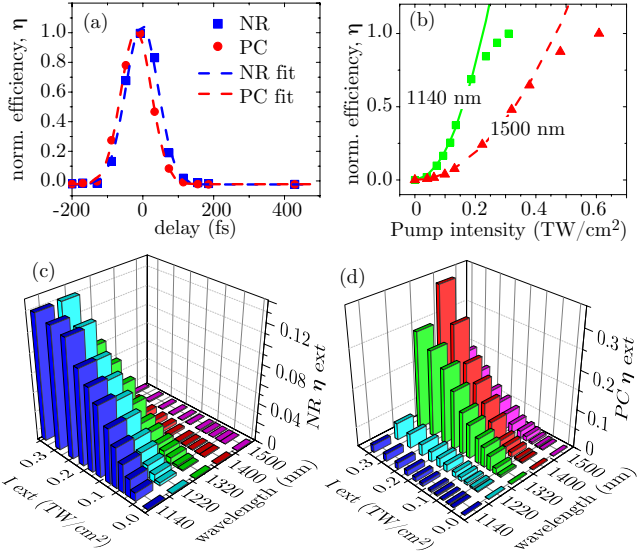 (a)
NR
PC
NR fit
PC fit
norm. efficiency, η
1.0
0.8
0.6
0.4
0.2
0.0
-200
0
200
400
delay (fs)
(b)
1140 nm
1500 nm
norm. efficiency, η
1.0
0.5
0.0
0.0
0.2
0.4
0.6
Pump intensity (TW/cm²)
(c)
0.12
0.08
0.04
0
NR η ext
0.3
0.2
0.1
0.0
I ext (TW/cm²)
1140
1220
1320
1400
1500
wavelength (nm)
(d)
0.3
0.2
0.1
0
PC η ext
0.3
0.2
0.2
0.0
I ext (TW/cm²)
1140
1220
1320
1400
1500
wavelength (nm)